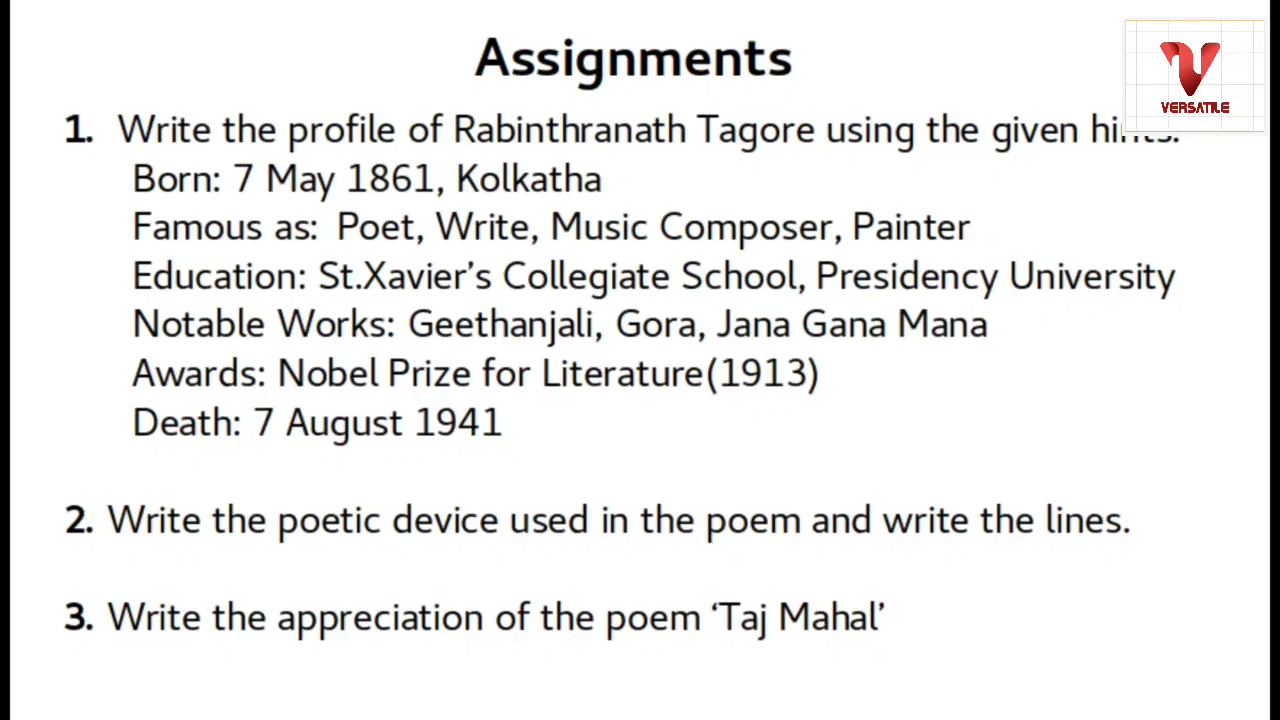 Assignments
VERSATILE
1. Write the profile of Rabinthranath Tagore using the given hints.
Born: 7 May 1861, Kolkatha
Famous as: Poet, Write, Music Composer, Painter
Education: St.Xavier’s Collegiate School, Presidency University
Notable Works: Geethanjali, Gora, Jana Gana Mana
Awards: Nobel Prize for Literature(1913)
Death: 7 August 1941
2. Write the poetic device used in the poem and write the lines.
3. Write the appreciation of the poem ‘Taj Mahal’